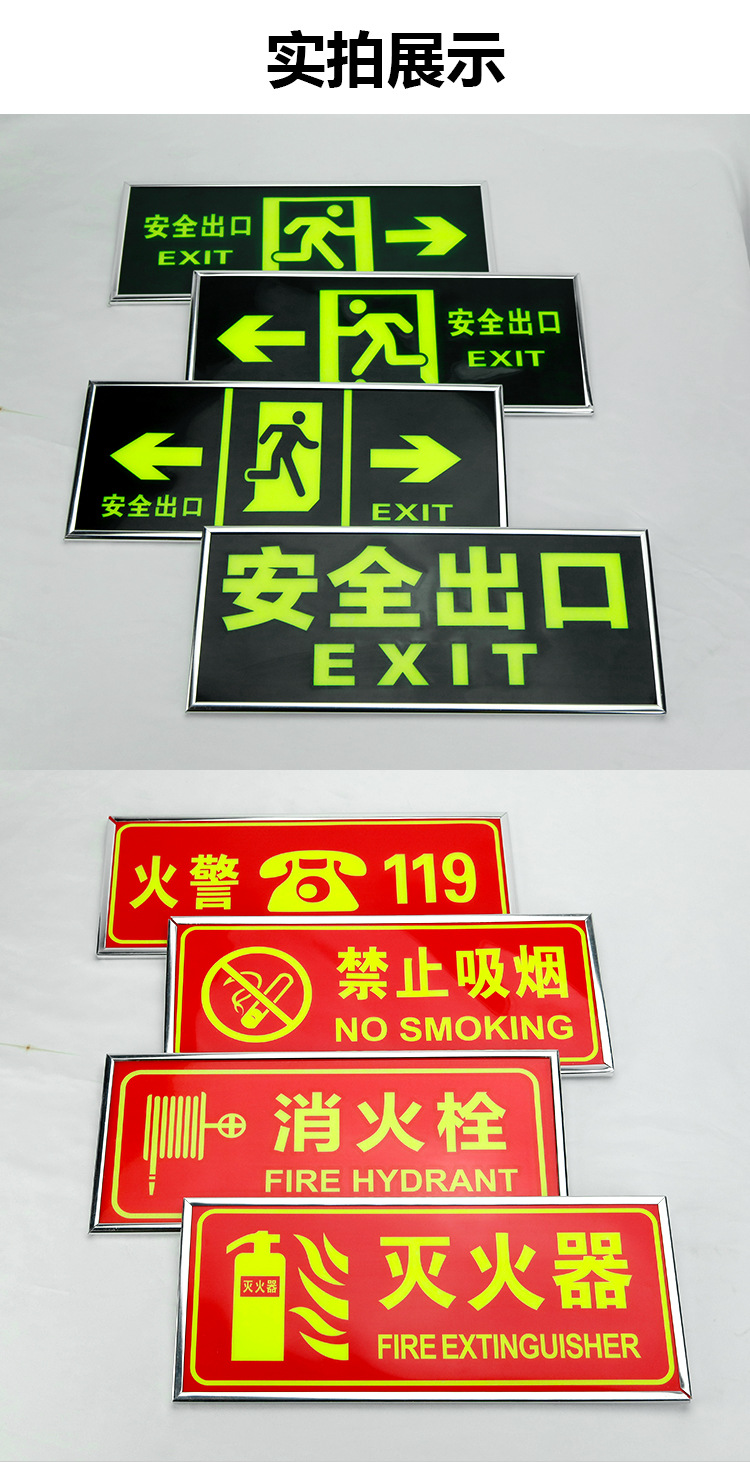 实拍展示
安全出口
EXIT
安全出口
EXIT
安全出口
EXIT
安全出口
EXIT
火警 119
禁止吸烟
NO SMOKING
消火栓
FIRE HYDRANT
灭火器
灭火器
FIRE EXTINGUISHER